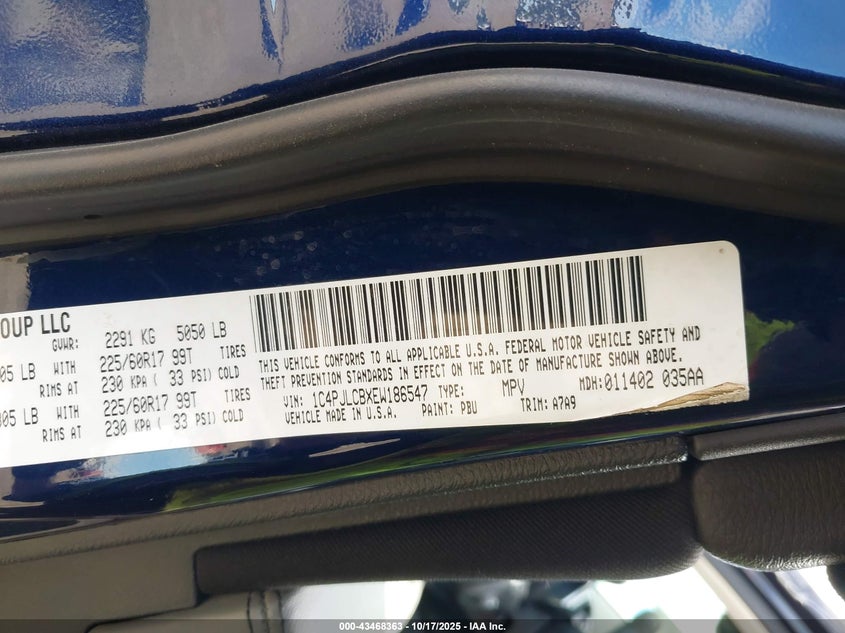 OUP LLC
GVWR: 2291 KG 5050 LB
05 LB WITH 225/60R17 99T TIRES
RIMS AT 230 KPA ( 33 PSI) COLD
005 LB WITH 225/60R17 99T TIRES
RIMS AT 230 KPA ( 33 PSI) COLD
THIS VEHICLE CONFORMS TO ALL APPLICABLE U.S.A. FEDERAL MOTOR VEHICLE SAFETY AND
THEFT PREVENTION STANDARDS IN EFFECT ON THE DATE OF MANUFACTURE SHOWN ABOVE.
VIN: 1C4PJLCBXEW186547 TYPE: MPV MDH: 011402 035AA
VEHICLE MADE IN U.S.A. PAINT: PBU TRIM: A7A9
000-43468363 | 10/17/2025 | IAA Inc.